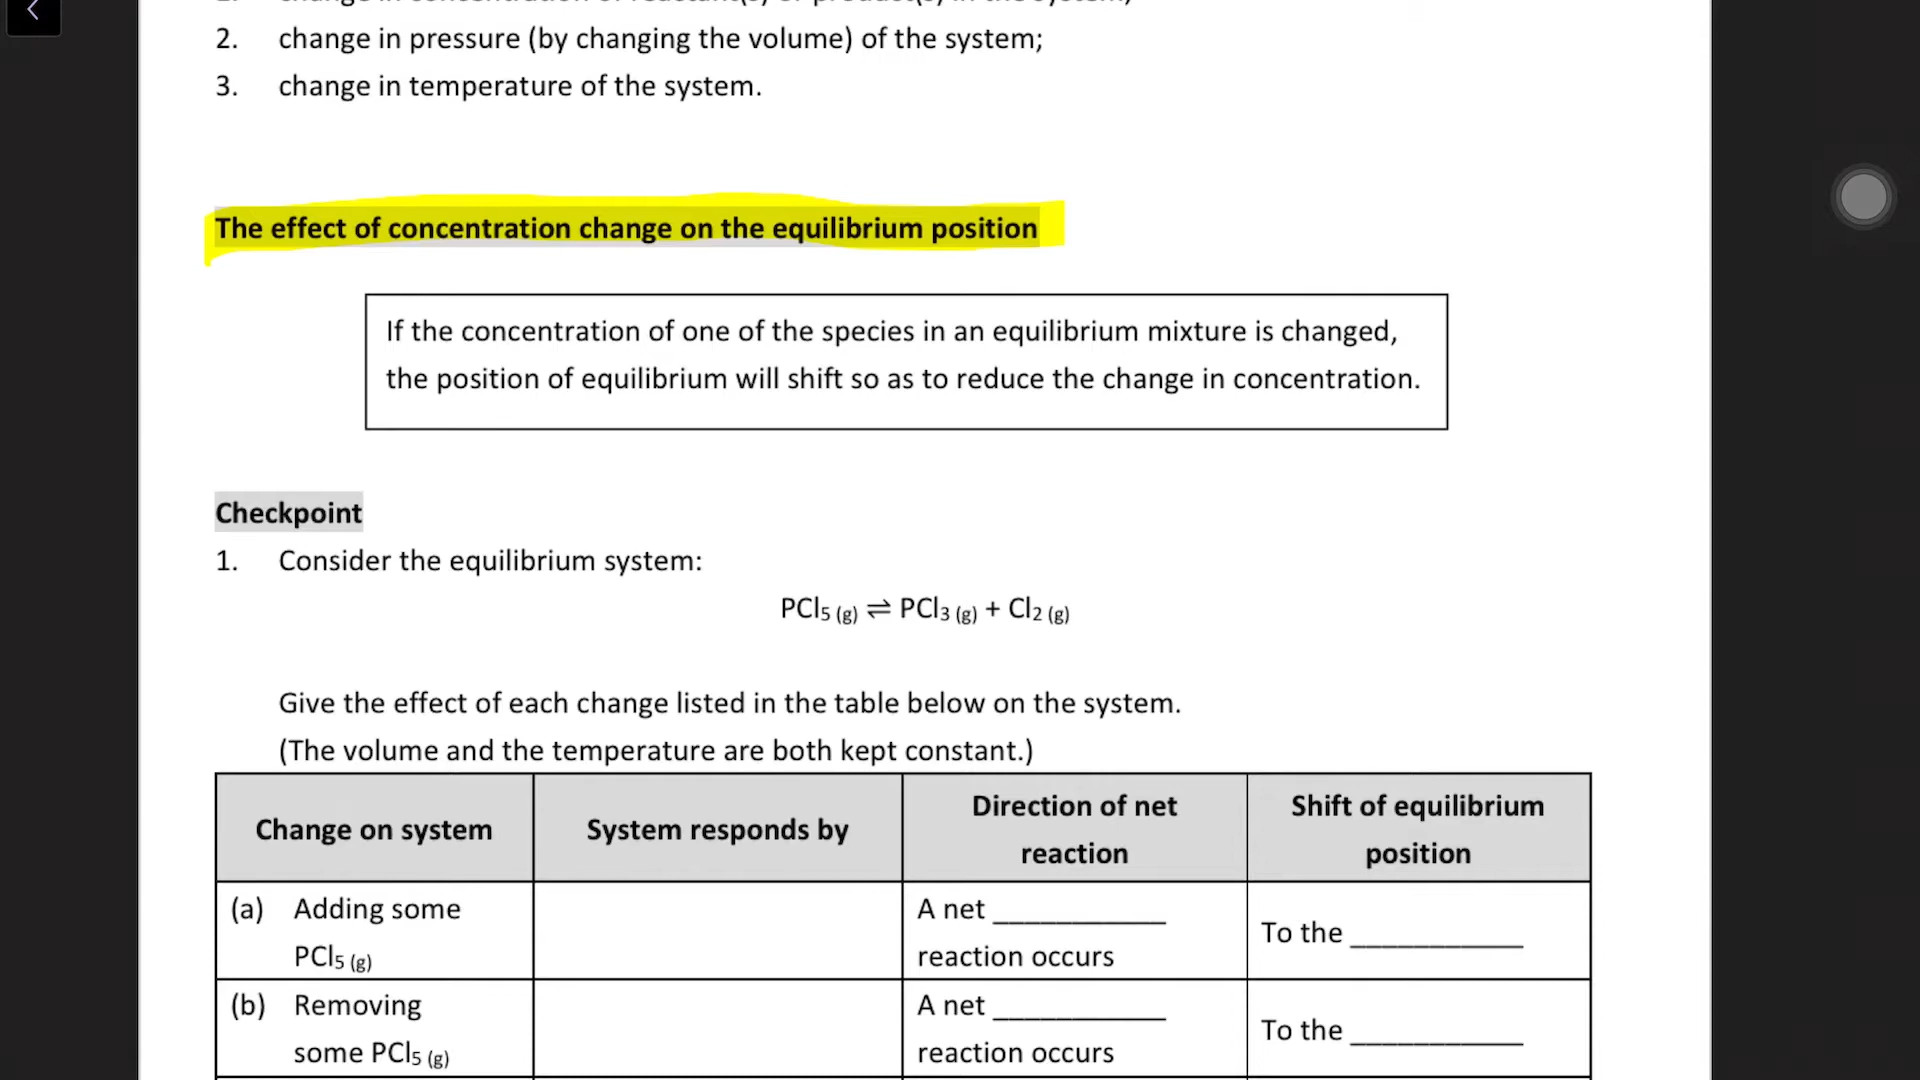 2. change in pressure (by changing the volume) of the system;
3. change in temperature of the system.
The effect of concentration change on the equilibrium position
If the concentration of one of the species in an equilibrium mixture is changed,
the position of equilibrium will shift so as to reduce the change in concentration.
Checkpoint
1. Consider the equilibrium system:
PCl₅ (g) ⇌ PCl₃ (g) + Cl₂ (g)
Give the effect of each change listed in the table below on the system.
(The volume and the temperature are both kept constant.)
Change on system
System responds by
Direction of net
reaction
Shift of equilibrium
position
(a) Adding some
PCl₅ (g)
A net ___________
reaction occurs
To the ___________
(b) Removing
some PCl₅ (g)
A net ___________
reaction occurs
To the ___________